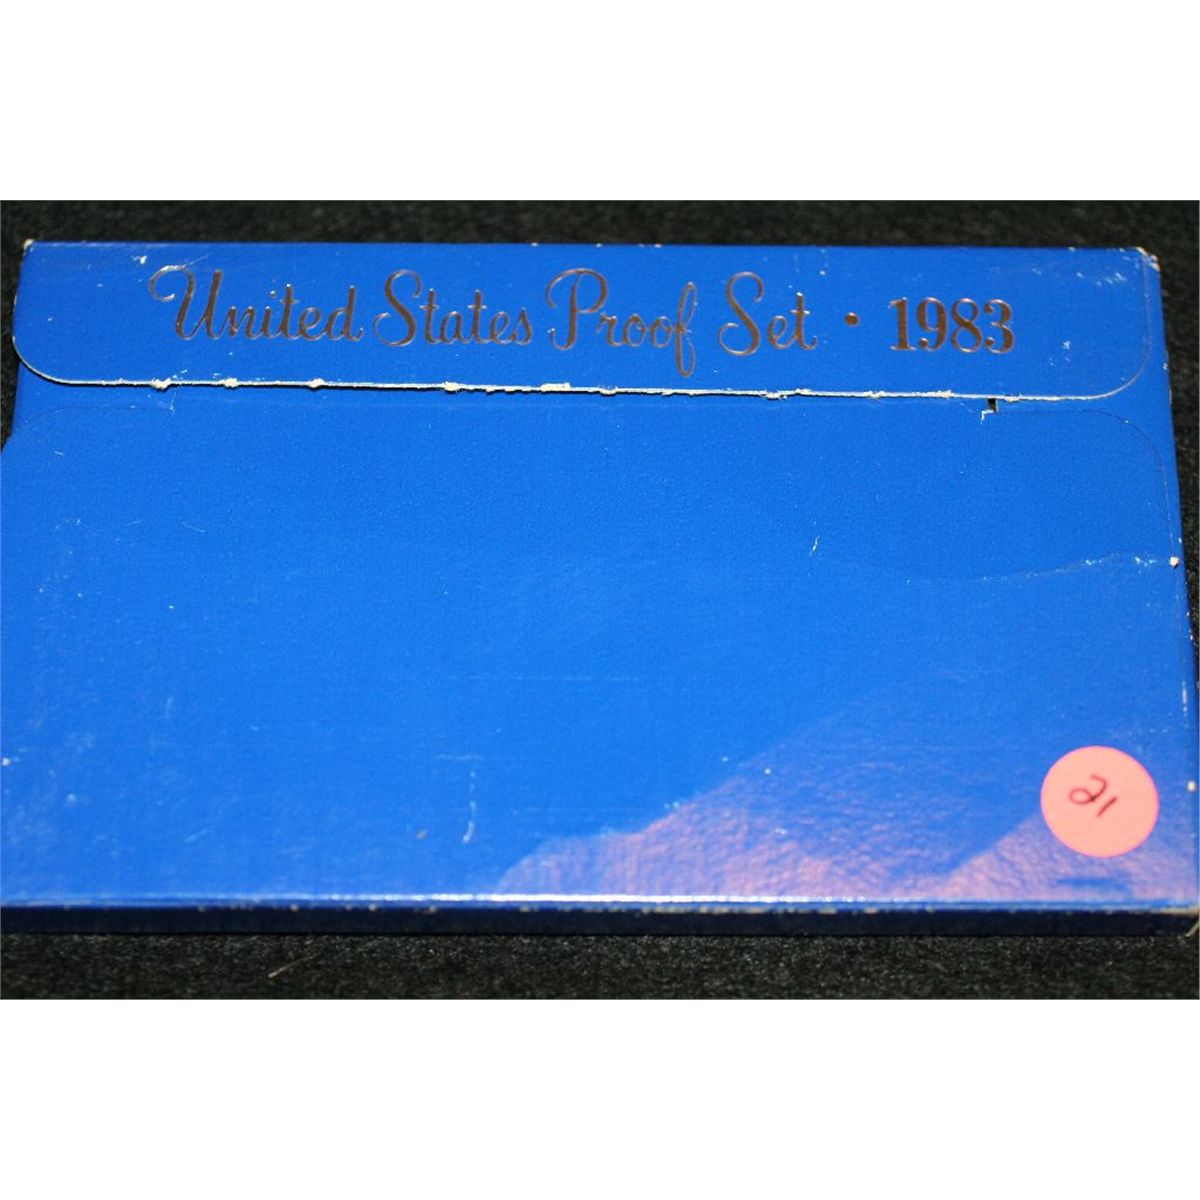 United States Proof Set · 1983
21